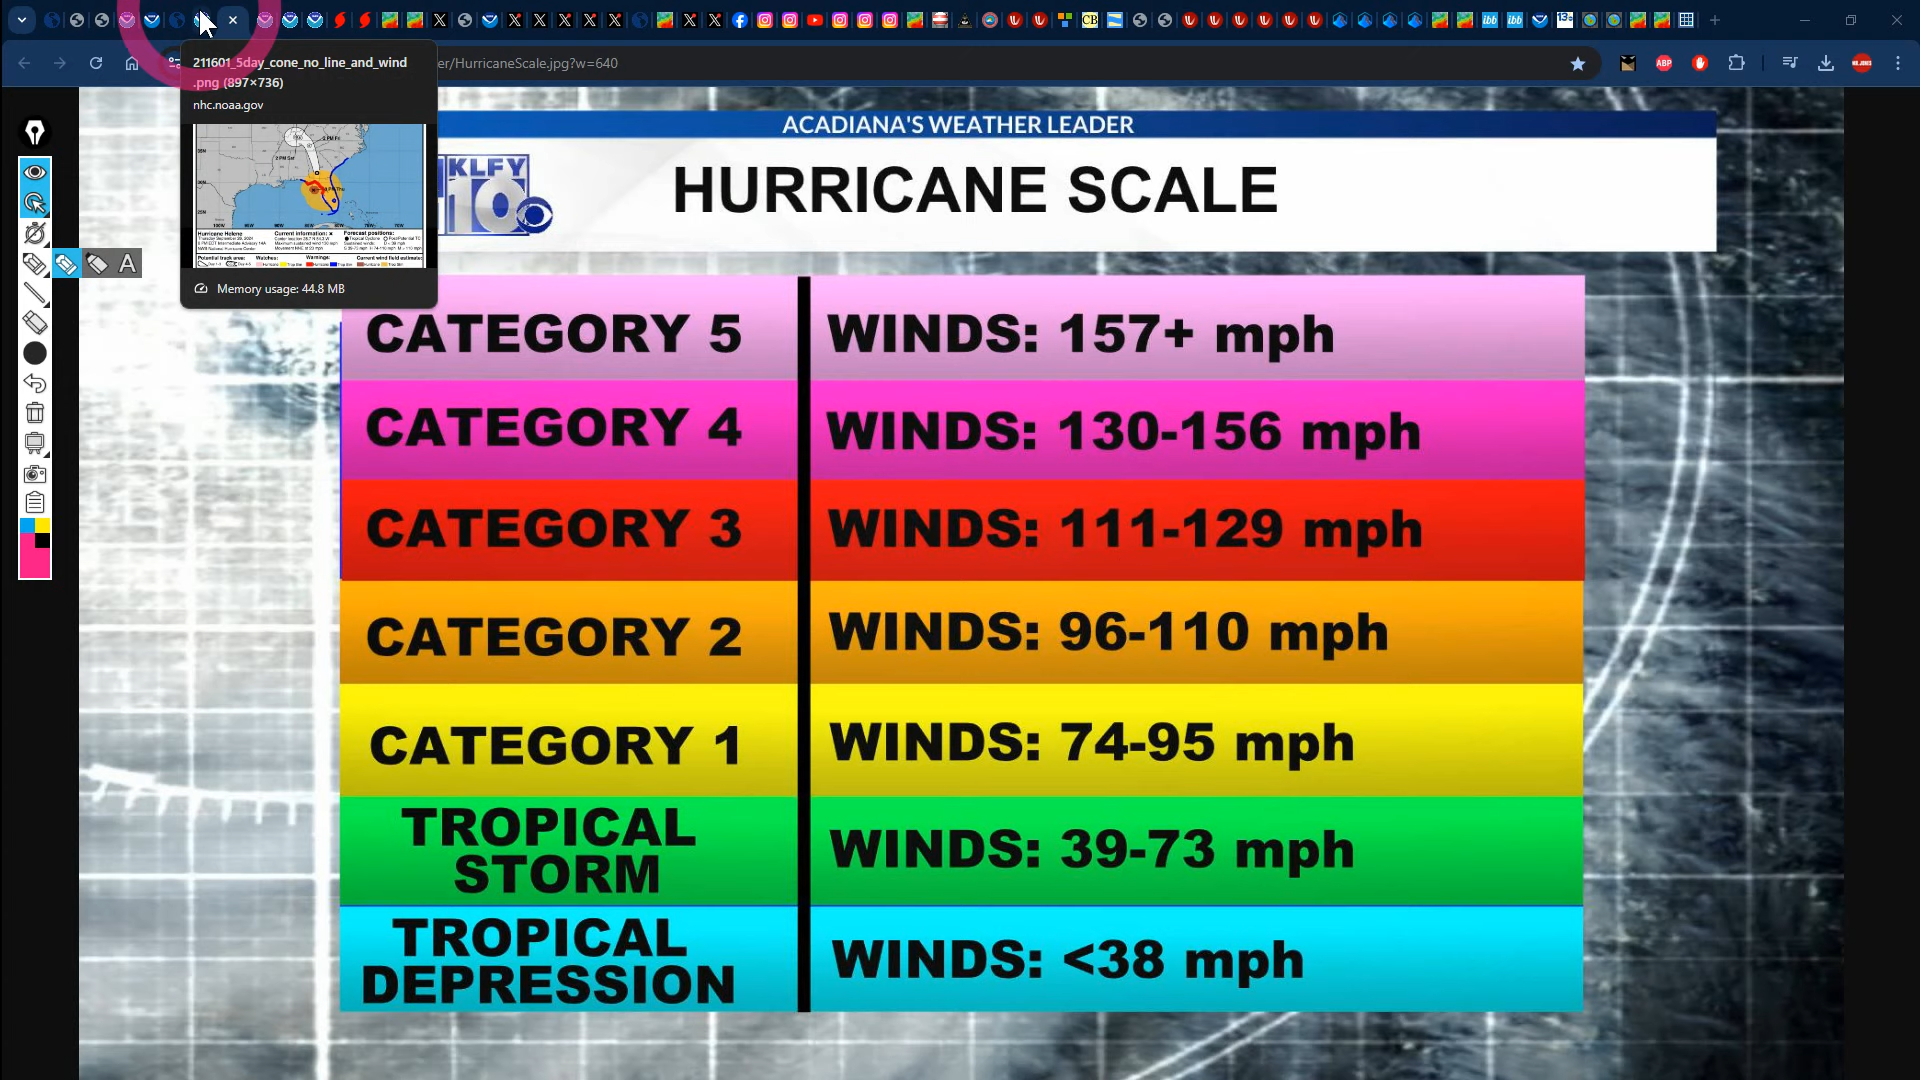 211601_5day_cone_no_line_and_wind
.png (897×736)
nhc.noaa.gov
Hurricane Helene
Memory usage: 44.8 MB
er/HurricaneScale.jpg?w=640
ABP
ACADIANA'S WEATHER LEADER
KLFY
10
HURRICANE SCALE
CATEGORY 5 WINDS: 157+ mph
CATEGORY 4 WINDS: 130-156 mph
CATEGORY 3 WINDS: 111-129 mph
CATEGORY 2 WINDS: 96-110 mph
CATEGORY 1 WINDS: 74-95 mph
TROPICAL
STORM WINDS: 39-73 mph
TROPICAL
DEPRESSION WINDS: <38 mph
A